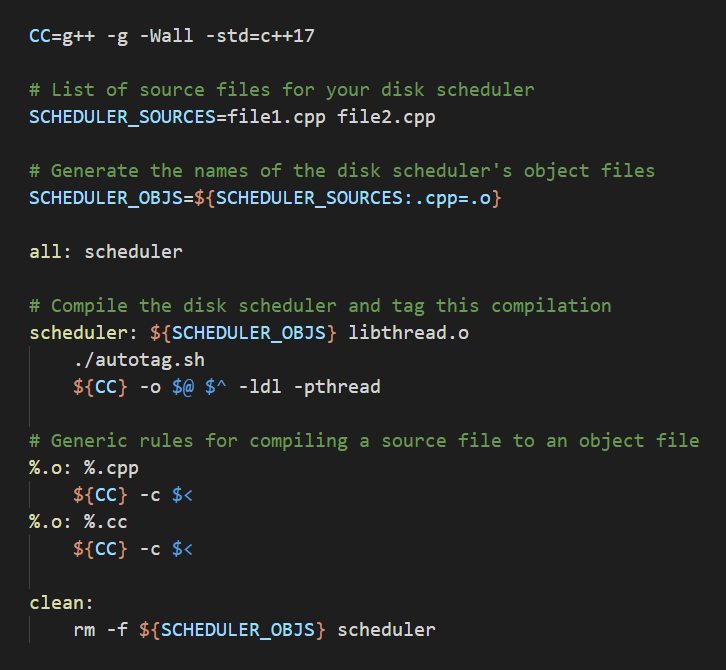 CC=g++ -g -Wall -std=c++17
# List of source files for your disk scheduler
SCHEDULER_SOURCES=file1.cpp file2.cpp
# Generate the names of the disk scheduler's object files
SCHEDULER_OBJS=${SCHEDULER_SOURCES:.cpp=.o}
all: scheduler
# Compile the disk scheduler and tag this compilation
scheduler: ${SCHEDULER_OBJS} libthread.o
    ./autotag.sh
    ${CC} -o $@ $^ -ldl -pthread
# Generic rules for compiling a source file to an object file
%.o: %.cpp
    ${CC} -c $<
%.o: %.cc
    ${CC} -c $<
clean:
    rm -f ${SCHEDULER_OBJS} scheduler